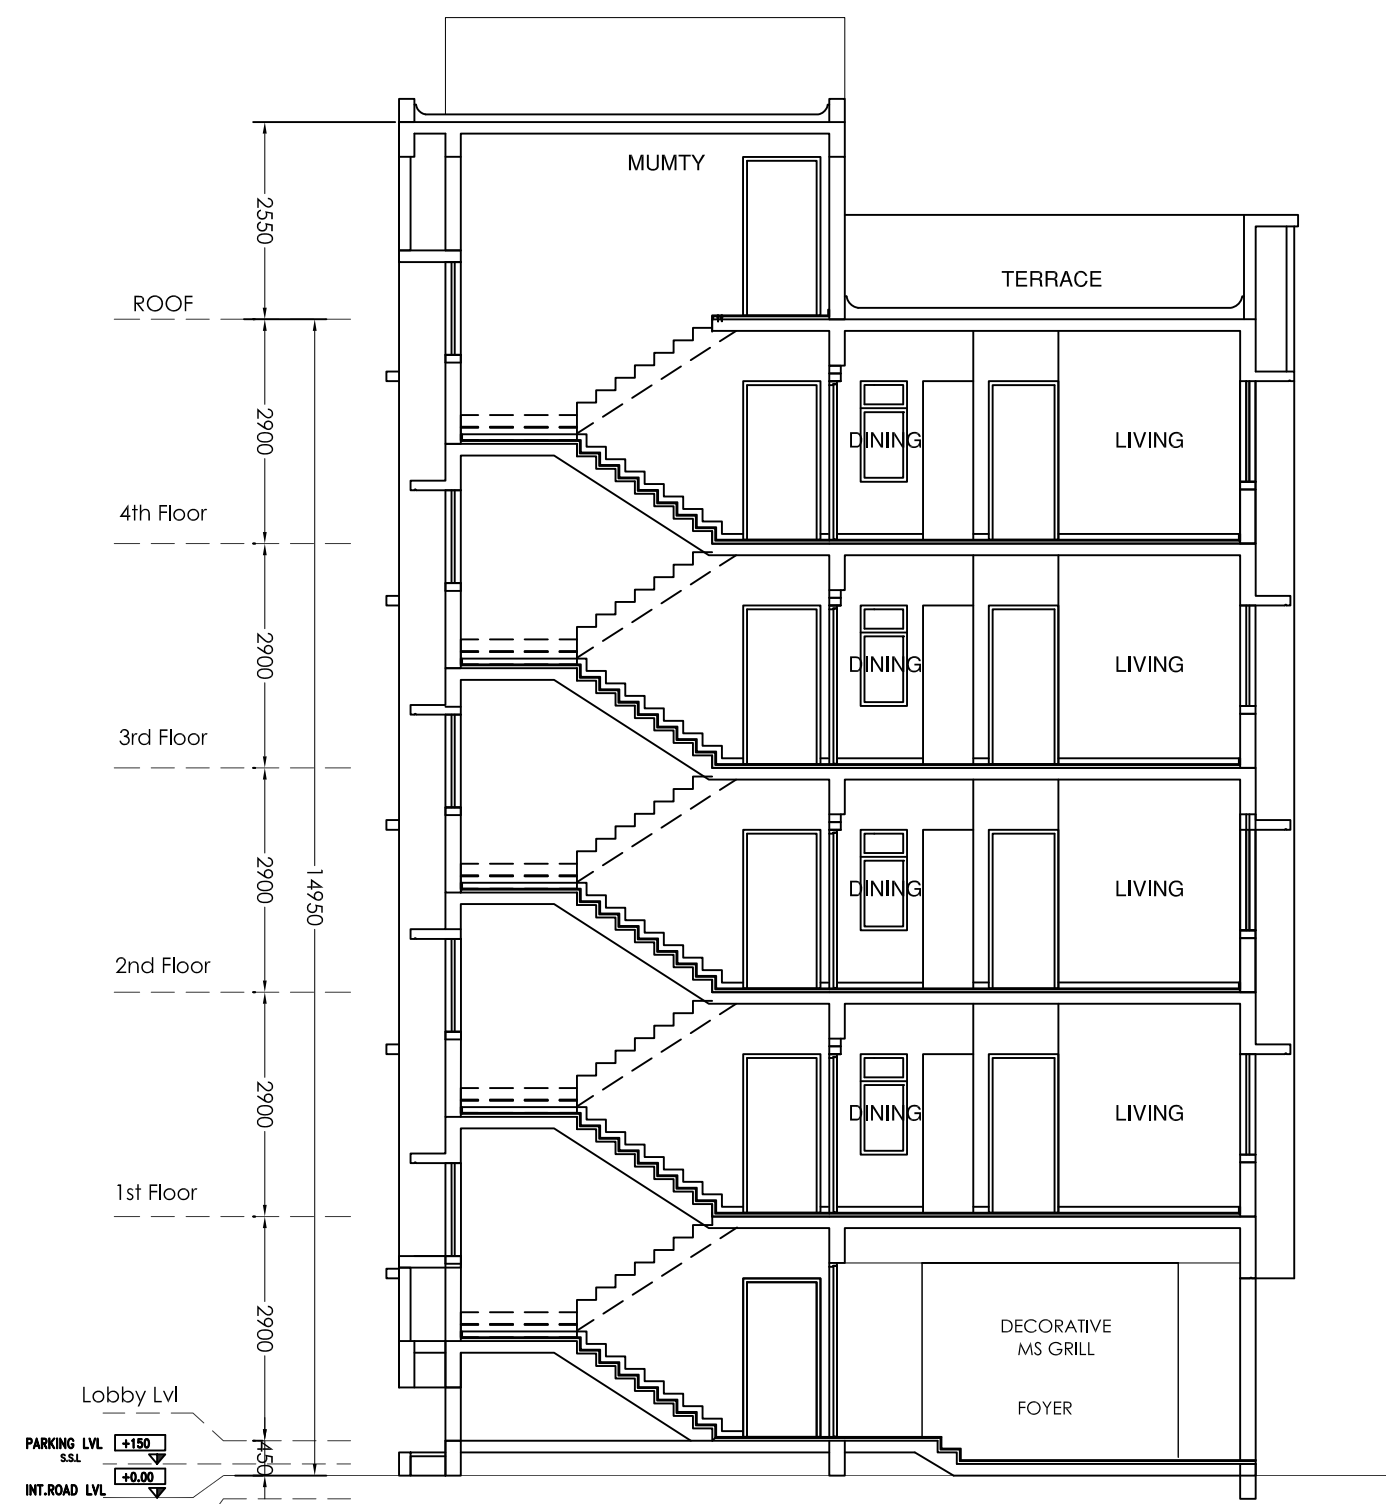 MUMTY
2550
TERRACE
ROOF
2900
DINING
LIVING
4th Floor
2900
DINING
LIVING
3rd Floor
2900
14950
DINING
LIVING
2nd Floor
2900
DINING
LIVING
1st Floor
2900
DECORATIVE
MS GRILL
FOYER
Lobby Lvl
PARKING LVL +150
S.S.L
450
+0.00
INT.ROAD LVL